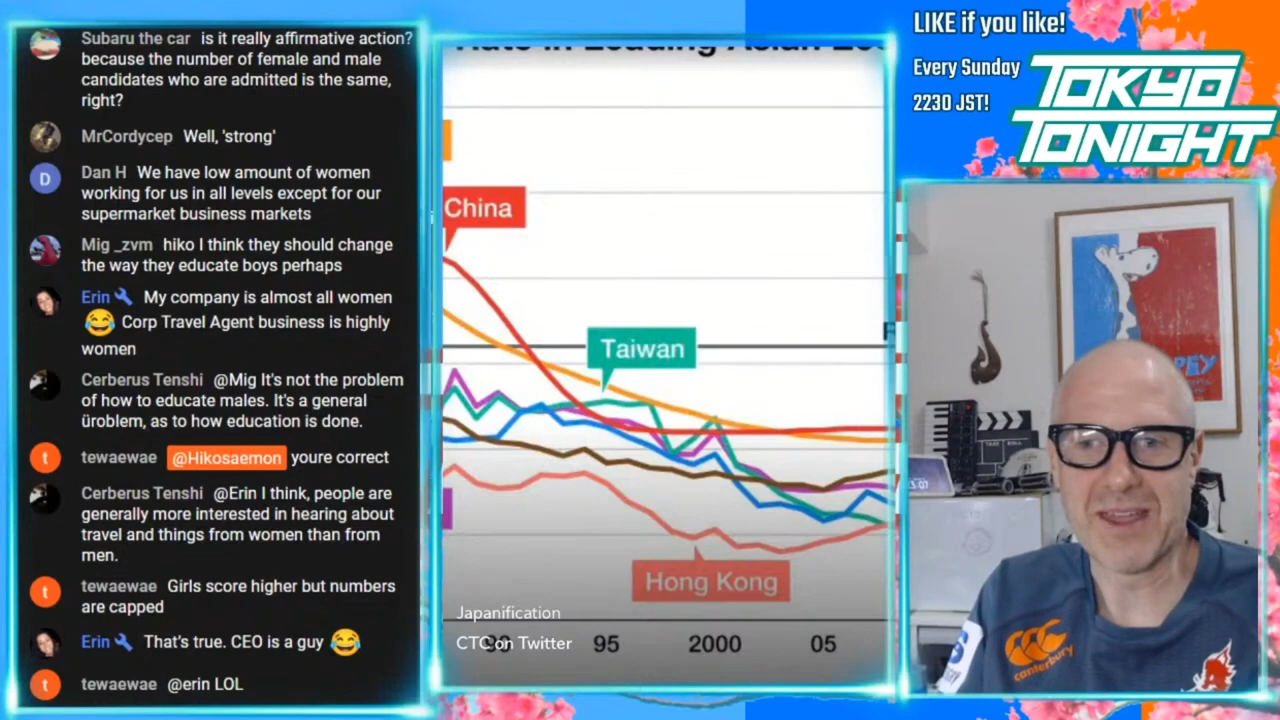 Subaru the car is it really affirmative action?
because the number of female and male
candidates who are admitted is the same,
right?
MrCordycep Well, 'strong'
D
Dan H We have low amount of women
working for us in all levels except for our
supermarket business markets
Mig _zvm hiko I think they should change
the way they educate boys perhaps
Erin My company is almost all women
😂 Corp Travel Agent business is highly
women
Cerberus Tenshi @Mig It's not the problem
of how to educate males. It's a general
üroblem, as to how education is done.
t
tewaewae @Hikosaemon youre correct
Cerberus Tenshi @Erin I think, people are
generally more interested in hearing about
travel and things from women than from
men.
t
tewaewae Girls score higher but numbers
are capped
Erin That's true. CEO is a guy 😂
t
tewaewae @erin LOL
China
Taiwan
Hong Kong
Japanification
CTC on Twitter
90 95 2000 05
LIKE if you like!
Every Sunday
2230 JST!
TOKYO
TONIGHT
canterbury